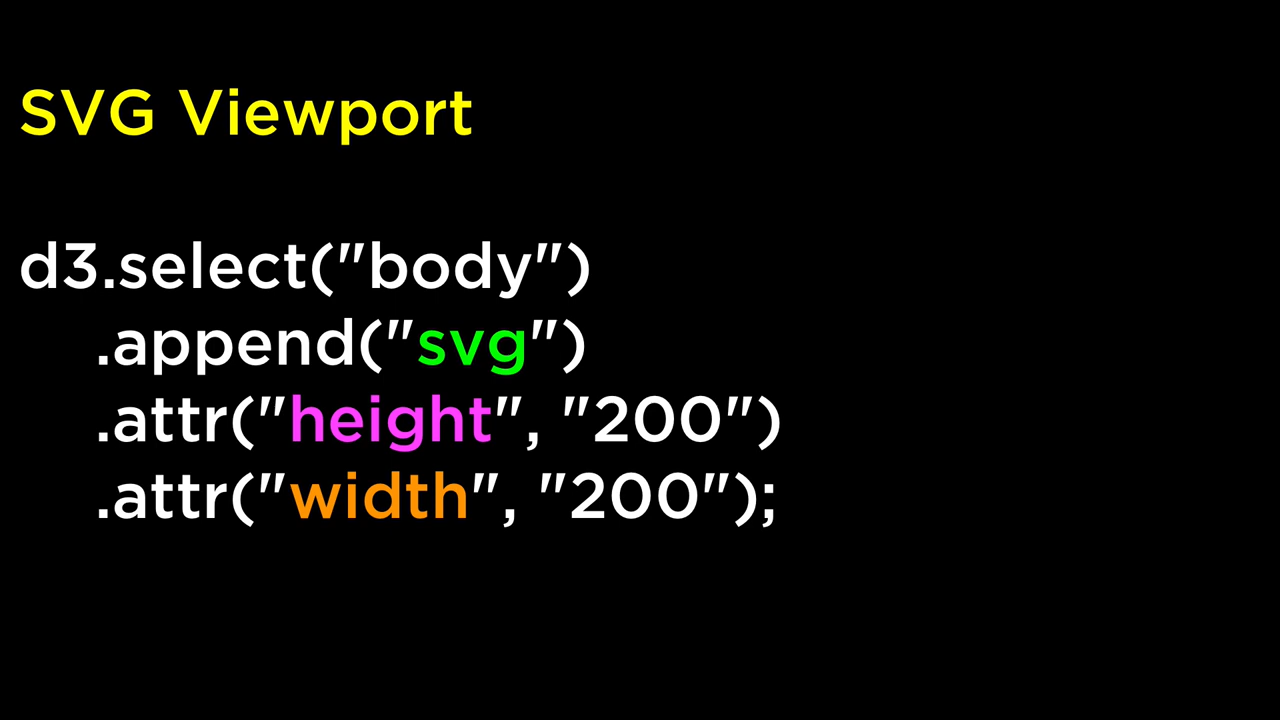 SVG Viewport
d3.select("body")
.append("svg")
.attr("height", "200")
.attr("width", "200");